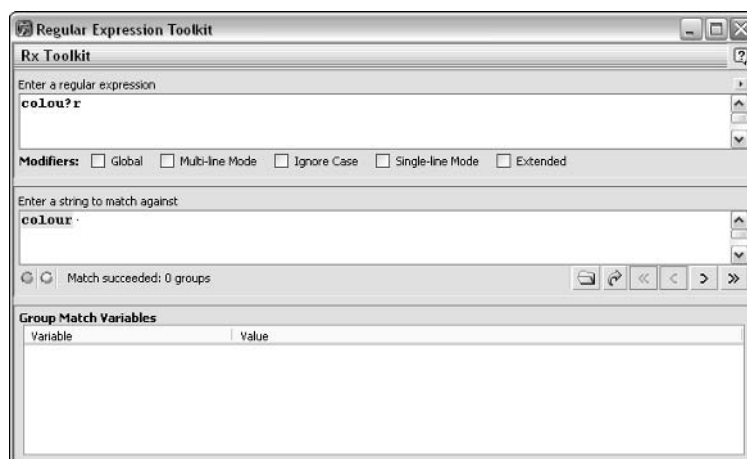 Regular Expression Toolkit
Rx Toolkit
Enter a regular expression
colou?r
Modifiers: Global Multi-line Mode Ignore Case Single-line Mode Extended
Enter a string to match against
colour
Match succeeded: 0 groups
Group Match Variables
Variable Value